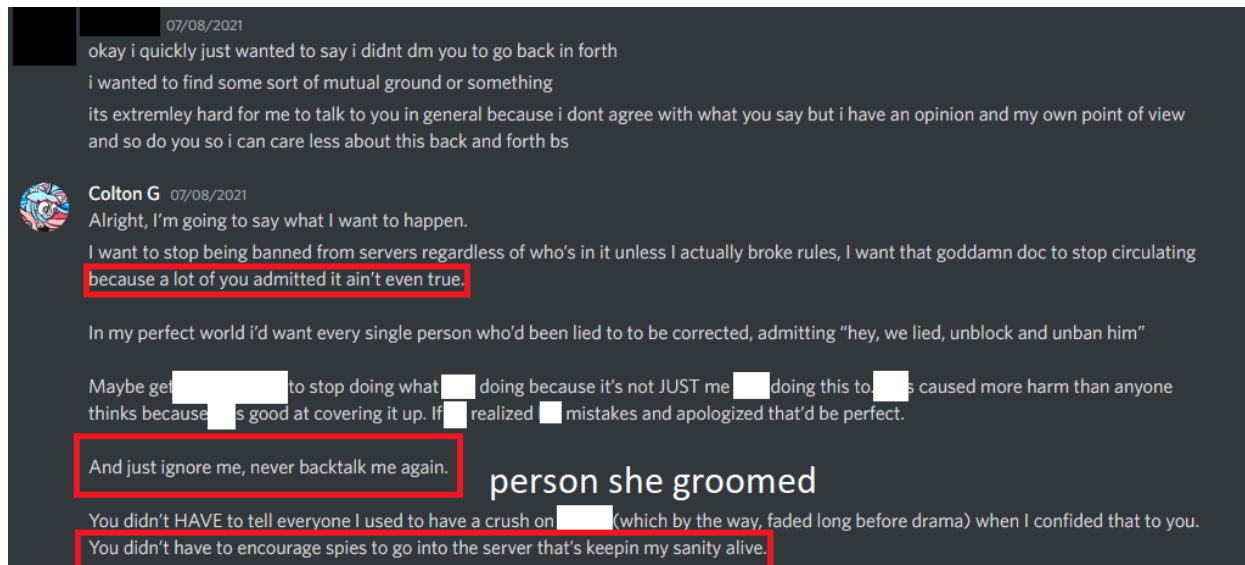 07/08/2021
okay i quickly just wanted to say i didnt dm you to go back in forth
i wanted to find some sort of mutual ground or something
its extremley hard for me to talk to you in general because i dont agree with what you say but i have an opinion and my own point of view
and so do you so i can care less about this back and forth bs
Colton G 07/08/2021
Alright, I'm going to say what I want to happen.
I want to stop being banned from servers regardless of who's in it unless I actually broke rules, I want that goddamn doc to stop circulating
because a lot of you admitted it ain't even true.
In my perfect world i'd want every single person who'd been lied to to be corrected, admitting “hey, we lied, unblock and unban him”
Maybe get to stop doing what doing because it's not JUST me doing this to. s caused more harm than anyone
thinks because s good at covering it up. If realized mistakes and apologized that'd be perfect.
And just ignore me, never backtalk me again.
person she groomed
You didn't HAVE to tell everyone I used to have a crush on (which by the way, faded long before drama) when I confided that to you.
You didn't have to encourage spies to go into the server that's keepin my sanity alive.